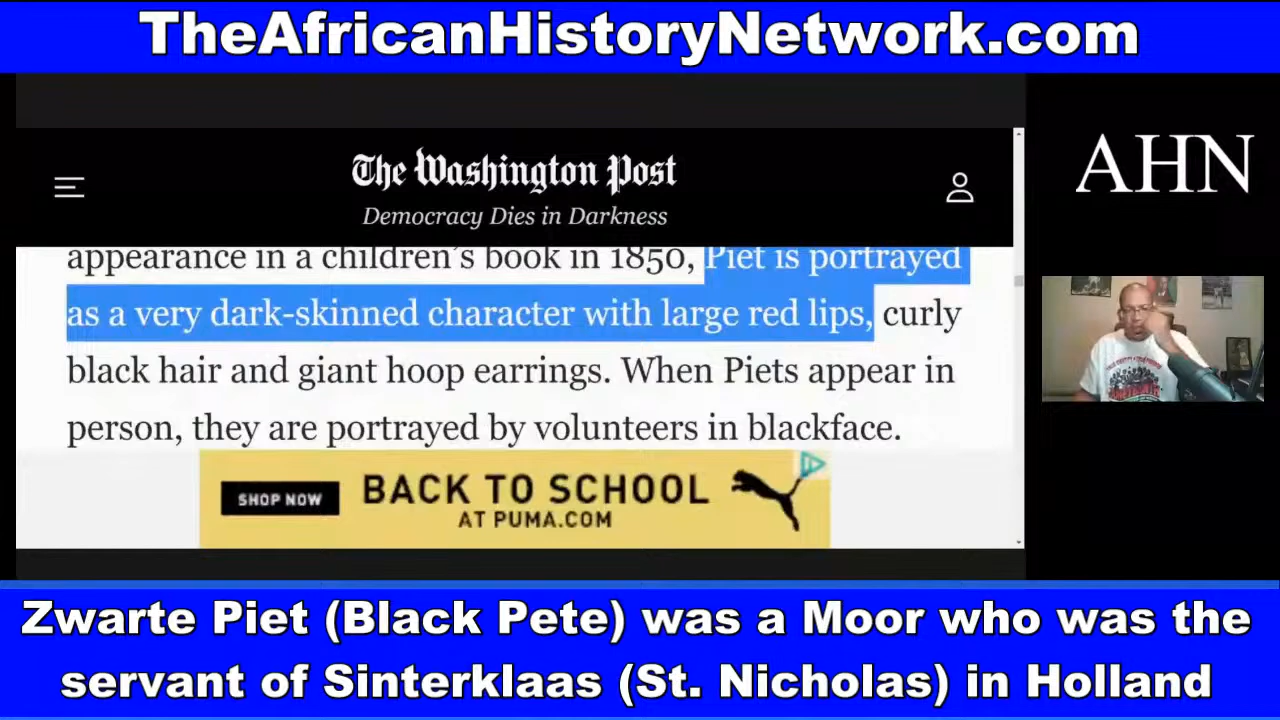 TheAfricanHistoryNetwork.com
AHN
The Washington Post
Democracy Dies in Darkness
appearance in a children's book in 1850, Piet is portrayed
as a very dark-skinned character with large red lips, curly
black hair and giant hoop earrings. When Piets appear in
person, they are portrayed by volunteers in blackface.
SHOP NOW
BACK TO SCHOOL
AT PUMA.COM
Zwarte Piet (Black Pete) was a Moor who was the
servant of Sinterklaas (St. Nicholas) in Holland